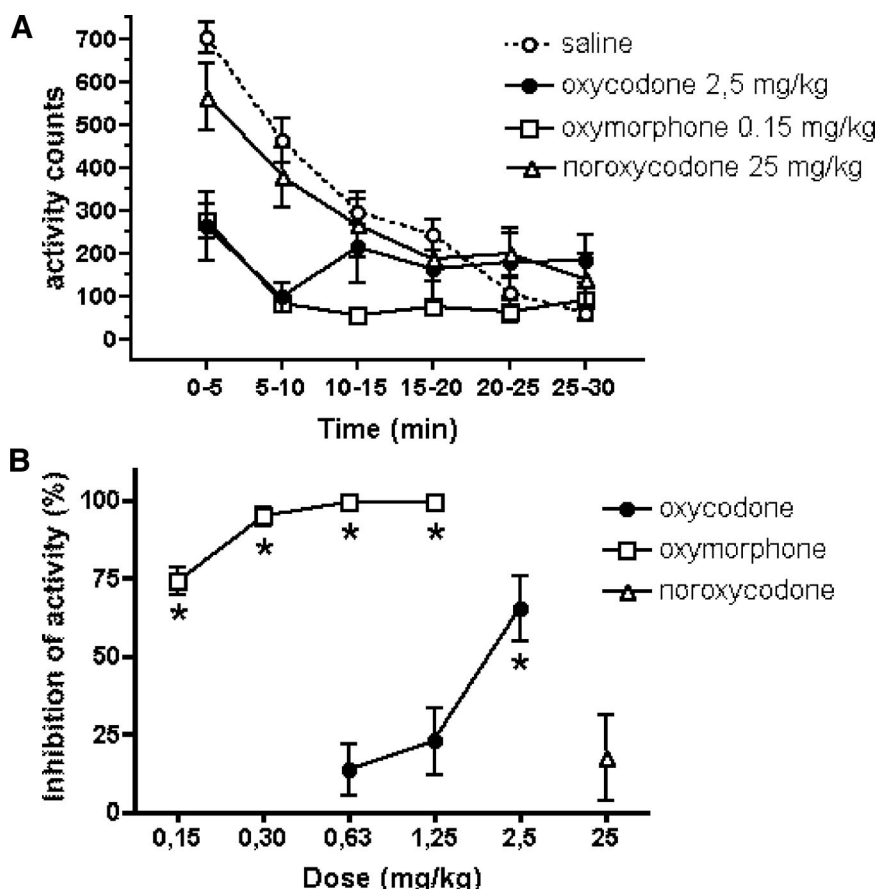 A
activity counts
700
600
500
400
300
200
100
0
0-5 5-10 10-15 15-20 20-25 25-30
Time (min)
saline
oxycodone 2,5 mg/kg
oxymorphone 0.15 mg/kg
noroxycodone 25 mg/kg
B
Inhibition of activity (%)
100
75
50
25
0
* * * *
*
0,15 0,30 0,63 1,25 2,5 25
Dose (mg/kg)
oxycodone
oxymorphone
noroxycodone